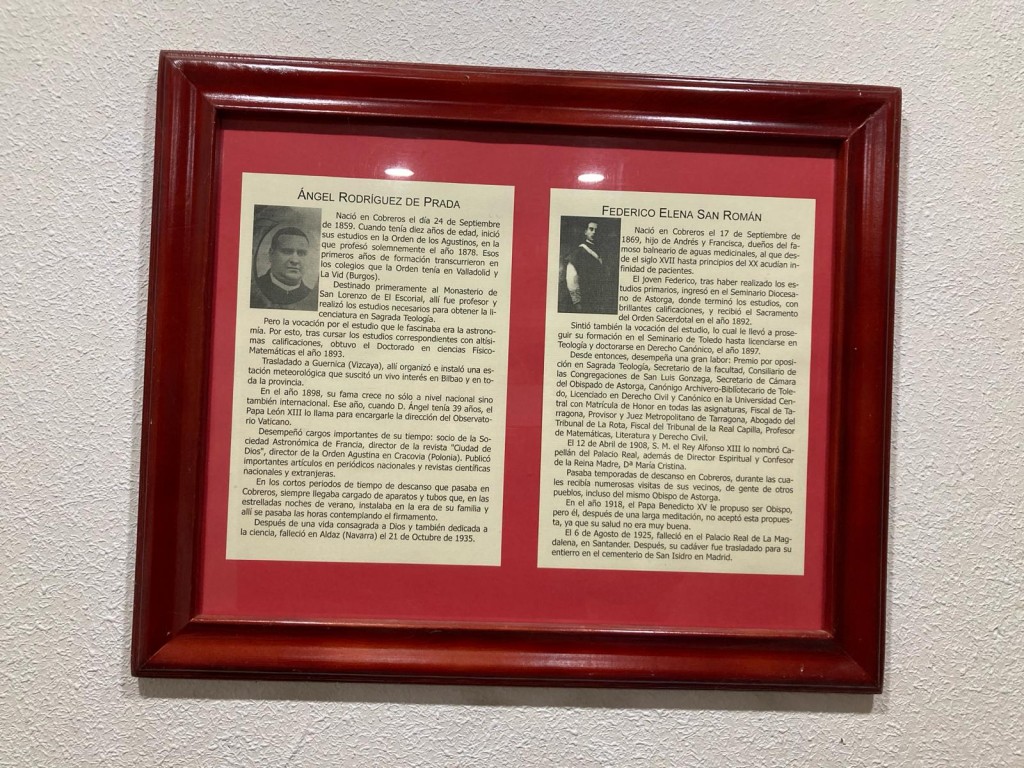 ÁNGEL RODRÍGUEZ DE PRADA
Nació en Cobreros el día 24 de Septiembre
de 1859. Cuando tenía diez años de edad, inició
sus estudios en la Orden de los Agustinos, en la
que profesó solemnemente el año 1878. Esos
primeros años de formación transcurrieron en
los colegios que la Orden tenía en Valladolid y
La Vid (Burgos).
Destinado primeramente al Monasterio de
San Lorenzo de El Escorial, allí fue profesor y
realizó los estudios necesarios para obtener la li-
cenciatura en Sagrada Teología.
Pero la vocación por el estudio que le fascinaba era la astrono-
mía. Por esto, tras cursar los estudios correspondientes con altísi-
mas calificaciones, obtuvo el Doctorado en ciencias Físico-
Matemáticas el año 1893.
Trasladado a Guernica (Vizcaya), allí organizó e instaló una es-
tación meteorológica que suscitó un vivo interés en Bilbao y en to-
da la provincia.
En el año 1898, su fama crece no sólo a nivel nacional sino
también internacional. Ese año, cuando D. Ángel tenía 39 años, el
Papa León XIII lo llama para encargarle la dirección del Observato-
rio Vaticano.
Desempeñó cargos importantes de su tiempo: socio de la So-
ciedad Astronómica de Francia, director de la revista "Ciudad de
Dios", director de la Orden Agustina en Cracovia (Polonia). Publicó
importantes artículos en periódicos nacionales y revistas científicas
nacionales y extranjeras.
En los cortos periodos de tiempo de descanso que pasaba en
Cobreros, siempre llegaba cargado de aparatos y tubos que, en las
estrelladas noches de verano, instalaba en la era de su familia y
allí se pasaba las horas contemplando el firmamento.
Después de una vida consagrada a Dios y también dedicada a
la ciencia, falleció en Aldaz (Navarra) el 21 de Octubre de 1935.
FEDERICO ELENA SAN ROMÁN
Nació en Cobreros el 17 de Septiembre de
1869, hijo de Andrés y Francisca, dueños del fa-
moso balneario de aguas medicinales, al que des-
de el siglo XVII hasta principios del XX acudían in-
finidad de pacientes.
El joven Federico, tras haber realizado los es-
tudios primarios, ingresó en el Seminario Diocesa-
no de Astorga, donde terminó los estudios, con
brillantes calificaciones, y recibió el Sacramento
del Orden Sacerdotal en el año 1892.
Sintió también la vocación del estudio, lo cual le llevó a prose-
guir su formación en el Seminario de Toledo hasta licenciarse en
Teología y doctorarse en Derecho Canónico, el año 1897.
Desde entonces, desempeña una gran labor: Premio por oposi-
ción en Sagrada Teología, Secretario de la facultad, Consiliario de
las Congregaciones de San Luis Gonzaga, Secretario de Cámara
del Obispado de Astorga, Canónigo Archivero-Bibliotecario de Tole-
do, Licenciado en Derecho Civil y Canónico en la Universidad Cen-
tral con Matrícula de Honor en todas las asignaturas, Fiscal de Ta-
rragona, Provisor y Juez Metropolitano de Tarragona, Abogado del
Tribunal de La Rota, Fiscal del Tribunal de la Real Capilla, Profesor
de Matemáticas, Literatura y Derecho Civil.
El 12 de Abril de 1908, S. M. el Rey Alfonso XIII lo nombró Ca-
pellán del Palacio Real, además de Director Espiritual y Confesor
de la Reina Madre, Dª María Cristina.
Pasaba temporadas de descanso en Cobreros, durante las cua-
les recibía numerosas visitas de sus vecinos, de gente de otros
pueblos, incluso del mismo Obispo de Astorga.
En el año 1918, el Papa Benedicto XV le propuso ser Obispo,
pero él, después de una larga meditación, no aceptó esta propues-
ta, ya que su salud no era muy buena.
El 6 de Agosto de 1925, falleció en el Palacio Real de La Mag-
dalena, en Santander. Después, su cadáver fue trasladado para su
entierro en el cementerio de San Isidro en Madrid.